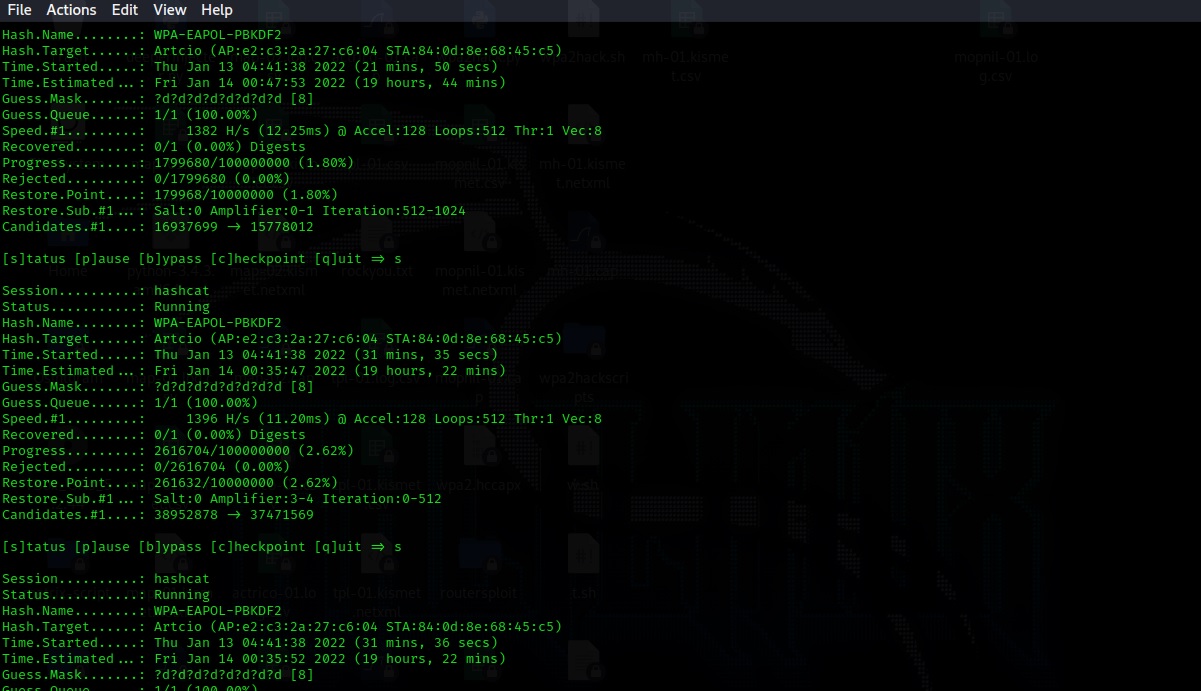 File Actions Edit View Help
Hash.Name........: WPA-EAPOL-PBKDF2
Hash.Target......: Artcio (AP:e2:c3:2a:27:c6:04 STA:84:0d:8e:68:45:c5)
Time.Started.....: Thu Jan 13 04:41:38 2022 (21 mins, 50 secs)
Time.Estimated...: Fri Jan 14 00:47:53 2022 (19 hours, 44 mins)
Guess.Mask.......: ?d?d?d?d?d?d?d?d [8]
Guess.Queue......: 1/1 (100.00%)
Speed.#1.........:     1382 H/s (12.25ms) @ Accel:128 Loops:512 Thr:1 Vec:8
Recovered........: 0/1 (0.00%) Digests
Progress.........: 1799680/100000000 (1.80%)
Rejected.........: 0/1799680 (0.00%)
Restore.Point....: 179968/10000000 (1.80%)
Restore.Sub.#1...: Salt:0 Amplifier:0-1 Iteration:512-1024
Candidates.#1....: 16937699 -> 15778012
[s]tatus [p]ause [b]ypass [c]heckpoint [q]uit => s
Session..........: hashcat
Status...........: Running
Hash.Name........: WPA-EAPOL-PBKDF2
Hash.Target......: Artcio (AP:e2:c3:2a:27:c6:04 STA:84:0d:8e:68:45:c5)
Time.Started.....: Thu Jan 13 04:41:38 2022 (31 mins, 35 secs)
Time.Estimated...: Fri Jan 14 00:35:47 2022 (19 hours, 22 mins)
Guess.Mask.......: ?d?d?d?d?d?d?d?d [8]
Guess.Queue......: 1/1 (100.00%)
Speed.#1.........:     1396 H/s (11.20ms) @ Accel:128 Loops:512 Thr:1 Vec:8
Recovered........: 0/1 (0.00%) Digests
Progress.........: 2616704/100000000 (2.62%)
Rejected.........: 0/2616704 (0.00%)
Restore.Point....: 261632/10000000 (2.62%)
Restore.Sub.#1...: Salt:0 Amplifier:3-4 Iteration:0-512
Candidates.#1....: 38952878 -> 37471569
[s]tatus [p]ause [b]ypass [c]heckpoint [q]uit => s
Session..........: hashcat
Status...........: Running
Hash.Name........: WPA-EAPOL-PBKDF2
Hash.Target......: Artcio (AP:e2:c3:2a:27:c6:04 STA:84:0d:8e:68:45:c5)
Time.Started.....: Thu Jan 13 04:41:38 2022 (31 mins, 36 secs)
Time.Estimated...: Fri Jan 14 00:35:52 2022 (19 hours, 22 mins)
Guess.Mask.......: ?d?d?d?d?d?d?d?d [8]
Guess.Queue......: 1/1 (100.00%)